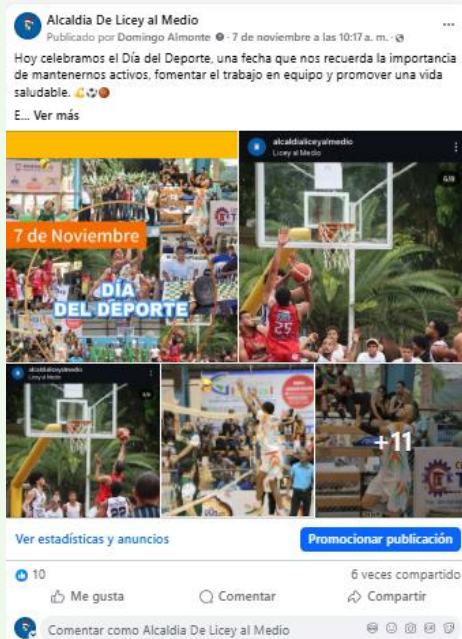 Alcaldia De Licey al Medio
Publicado por Domingo Almonte · 7 de noviembre a las 10:17 a. m. ·
Hoy celebramos el Día del Deporte, una fecha que nos recuerda la importancia
de mantenernos activos, fomentar el trabajo en equipo y promover una vida
saludable. 💪⚽🏀
E... Ver más
7 de Noviembre
DÍA
DEL DEPORTE
alcaldialiceyalmedio
Licey al Medio
25
alcaldialiceyalmedio
Licey al Medio
22
+11
Ver estadísticas y anuncios
Promocionar publicación
10
6 veces compartido
Me gusta
Comentar
Compartir
Comentar como Alcaldia De Licey al Medio